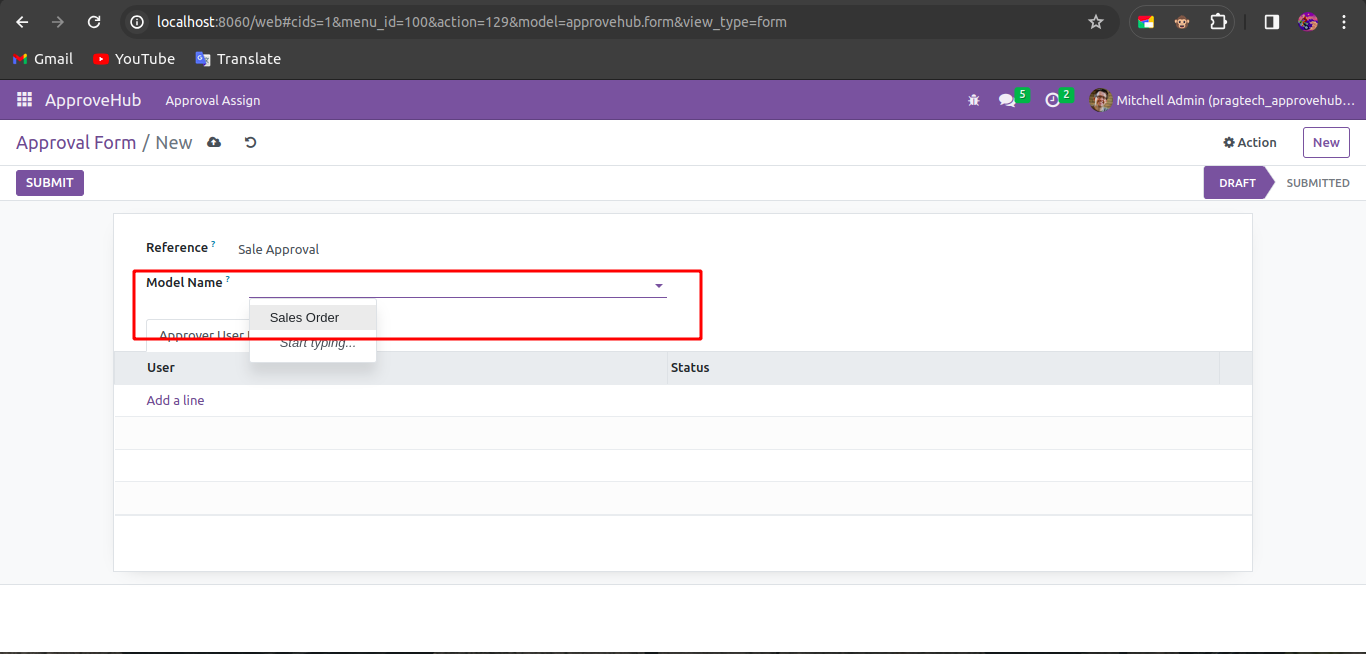 localhost:8060/web#cids=1&menu_id=100&action=129&model=approvehub.form&view_type=form
Gmail YouTube Translate
ApproveHub Approval Assign 5 2 Mitchell Admin (pragtech_approvehub...
Approval Form / New Action New
SUBMIT DRAFT SUBMITTED
Reference ? Sale Approval
Model Name ?
Sales Order
Approver User
Start typing...
User Status
Add a line